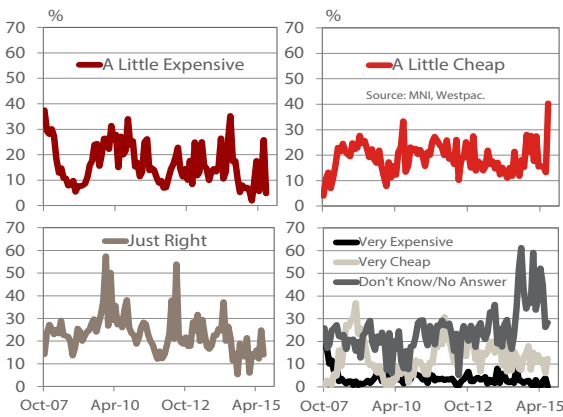 %
%
70
60
50
40
30
20
10
0
A Little Expensive
70
60
50
40
30
20
10
0
A Little Cheap
Source: MNI, Westpac.
70
60
50
40
30
20
10
0
Just Right
Oct-07
Apr-10
Oct-12
Apr-15
70
60
50
40
30
20
10
0
Very Expensive
Very Cheap
Don't Know/No Answer
Oct-07
Apr-10
Oct-12
Apr-15